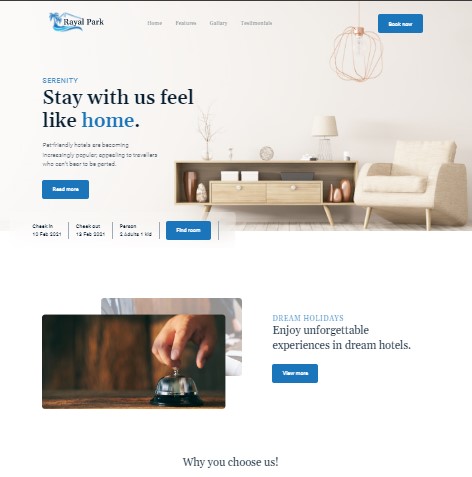 Rayal Park
Home Features Gallary Testimonials
Book now
SERENITY
Stay with us feel
like home.
Pet-friendly hotels are becoming
increasingly popular, appealing to travellers
who can't bear to be parted.
Read more
Check in Check out Person
Find room
12 Feb 2021 18 Feb 2021 2 Adults 1 kid
DREAM HOLIDAYS
Enjoy unforgettable
experiences in dream hotels.
View more
Why you choose us!